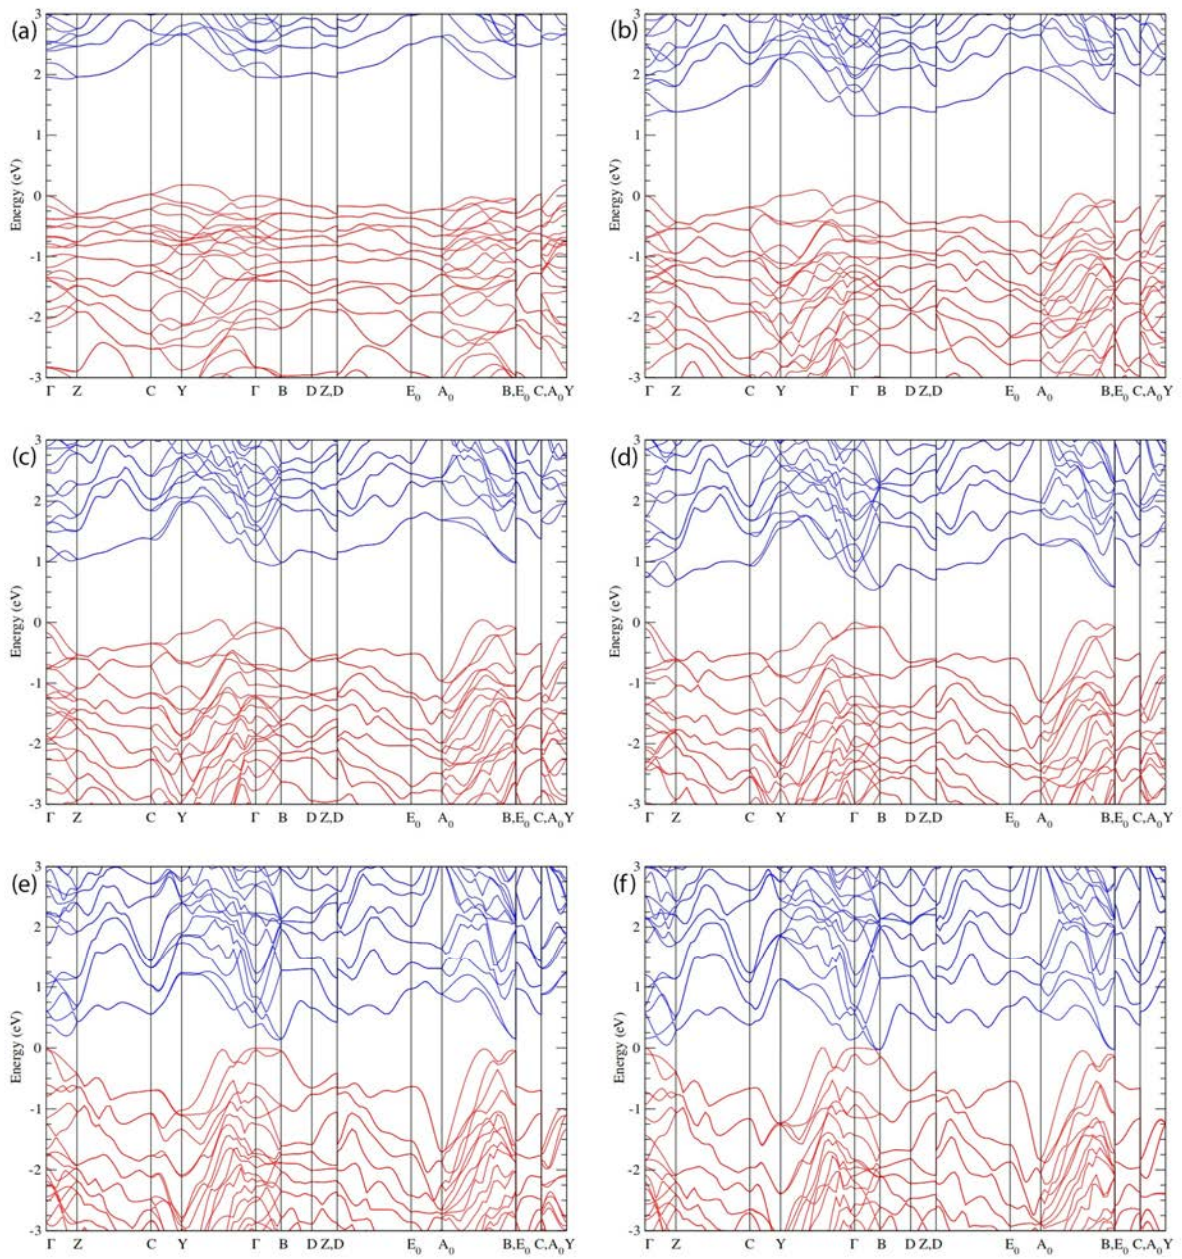 (a)
3
2
1
0
-1
-2
-3
Energy (eV)
Γ Z C Y Γ B D Z,D E₀ A₀ B,E₀ C,A₀ Y
(b)
3
2
1
0
-1
-2
-3
Energy (eV)
Γ Z C Y Γ B D Z,D E₀ A₀ B,E₀ C,A₀ Y
(c)
3
2
1
0
-1
-2
-3
Energy (eV)
Γ Z C Y Γ B D Z,D E₀ A₀ B,E₀ C,A₀ Y
(d)
3
2
1
0
-1
-2
-3
Energy (eV)
Γ Z C Y Γ B D Z,D E₀ A₀ B,E₀ C,A₀ Y
(e)
3
2
1
0
-1
-2
-3
Energy (eV)
Γ Z C Y Γ B D Z,D E₀ A₀ B,E₀ C,A₀ Y
(f)
3
2
1
0
-1
-2
-3
Energy (eV)
Γ Z C Y Γ B D Z,D E₀ A₀ B,E₀ C,A₀ Y